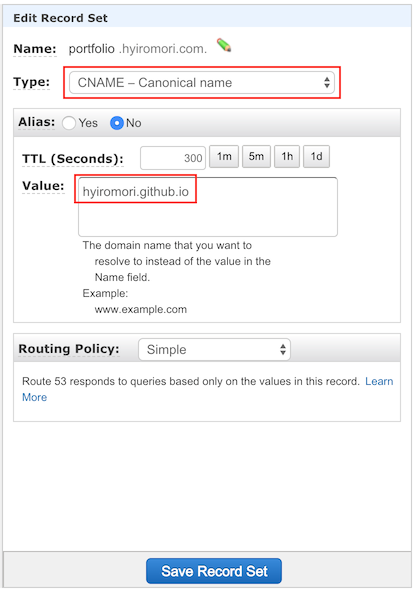 Edit Record Set
Name: portfolio .hyiromori.com.
Type: CNAME – Canonical name
Alias: Yes No
TTL (Seconds): 300 1m 5m 1h 1d
Value: hyiromori.github.io
The domain name that you want to
resolve to instead of the value in the
Name field.
Example:
www.example.com
Routing Policy: Simple
Route 53 responds to queries based only on the values in this record. Learn
More
Save Record Set